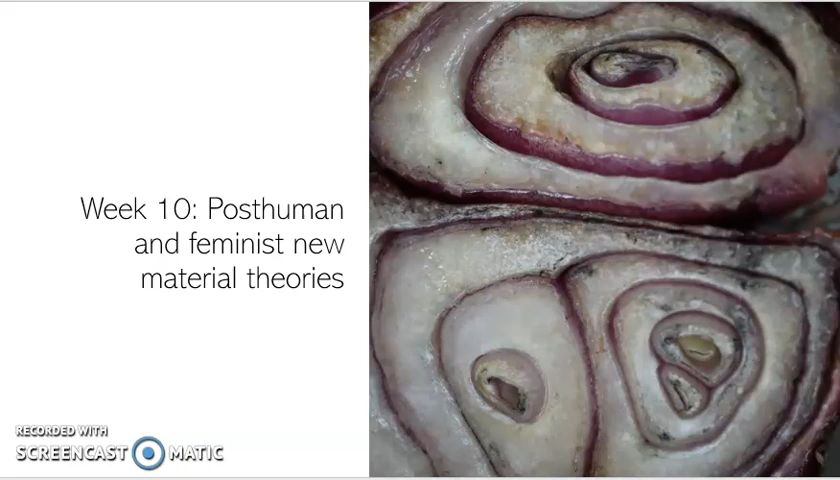 Week 10: Posthuman
and feminist new
material theories
RECORDED WITH
SCREENCAST MATIC